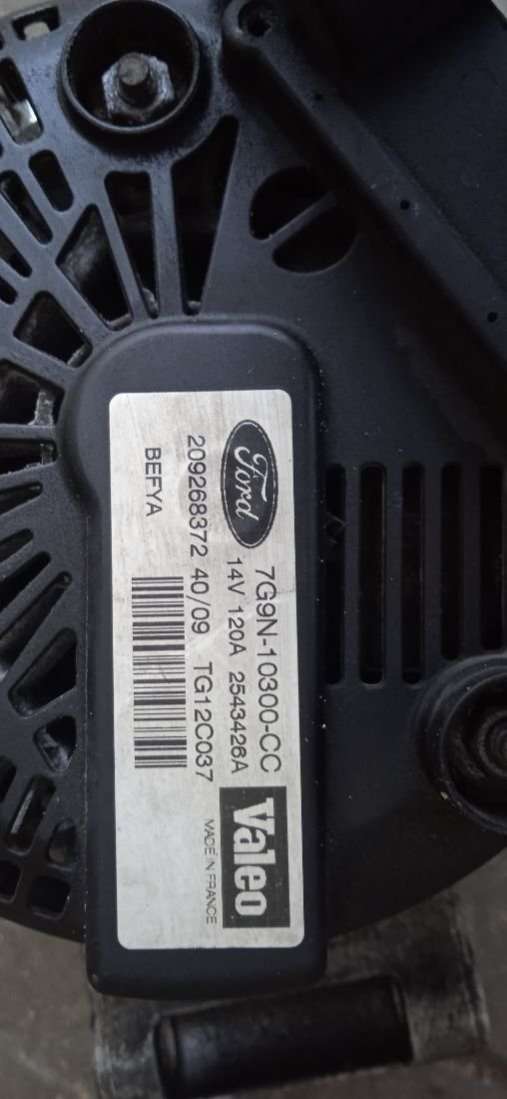 Ford
7G9N-10300-CC
14V 120A 2543426A
Valeo
MADE IN FRANCE
209268372 40/09 TG12C037
BEFYA